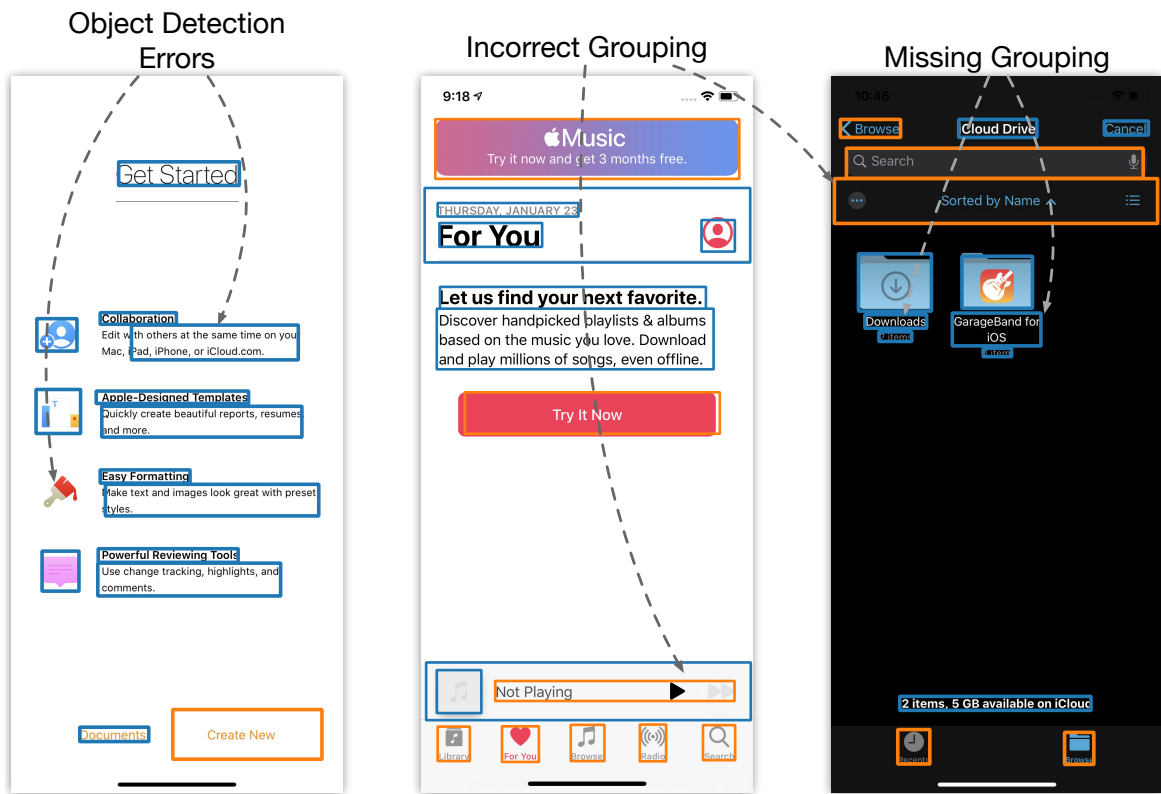 Object Detection
Errors
Incorrect Grouping
Missing Grouping
Get Started
Collaboration
Edit with others at the same time on you
Mac, iPad, iPhone, or iCloud.com.
Apple-Designed Templates
Quickly create beautiful reports, resumes
and more.
Easy Formatting
Make text and images look great with preset
styles.
Powerful Reviewing Tools
Use change tracking, highlights, and
comments.
Documents
Create New
9:18
Music
Try it now and get 3 months free.
THURSDAY, JANUARY 23
For You
Let us find your next favorite.
Discover handpicked playlists & albums
based on the music you love. Download
and play millions of songs, even offline.
Try It Now
Not Playing
Library
For You
Browse
Radio
Search
10:46
Browse
Cloud Drive
Cancel
Search
Sorted by Name
Downloads
2 items
GarageBand for
iOS
1 item
2 items, 5 GB available on iCloud
Recents
Browse